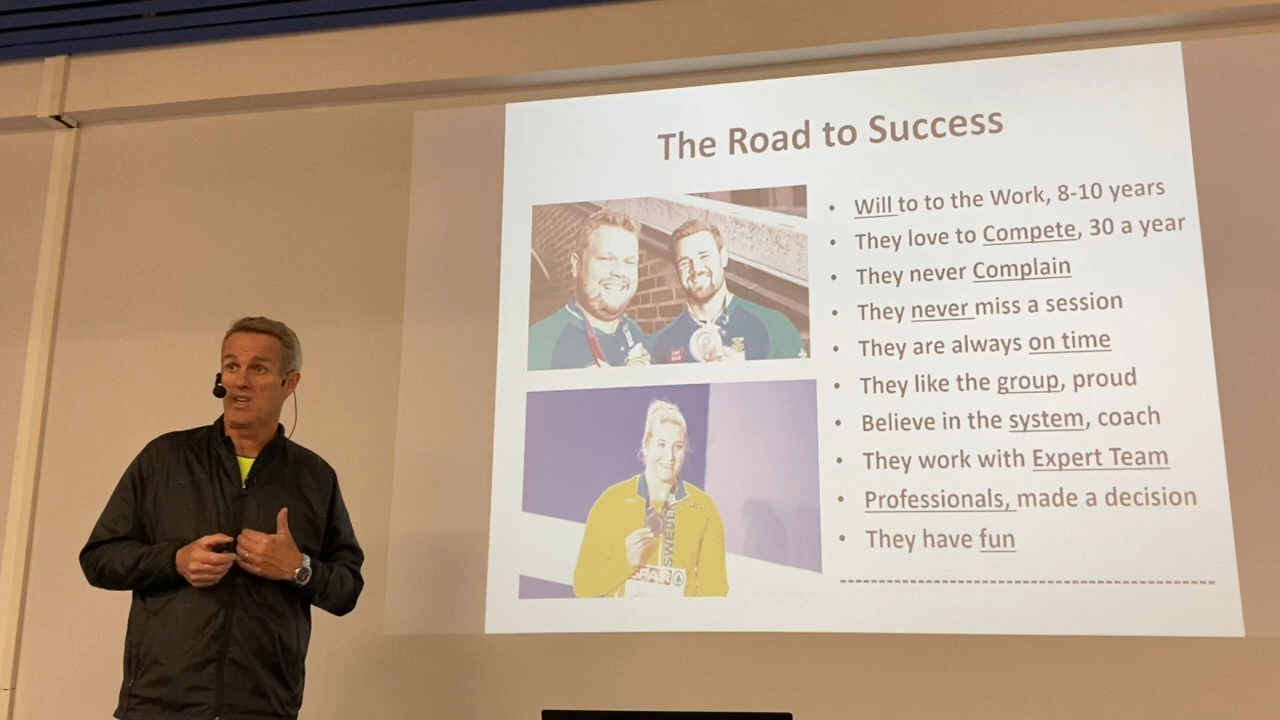 The Road to Success
Will to to the Work, 8-10 years
They love to Compete, 30 a year
They never Complain
They never miss a session
They are always on time
They like the group, proud
Believe in the system, coach
They work with Expert Team
Professionals, made a decision
They have fun
SWEDEN
SPAR